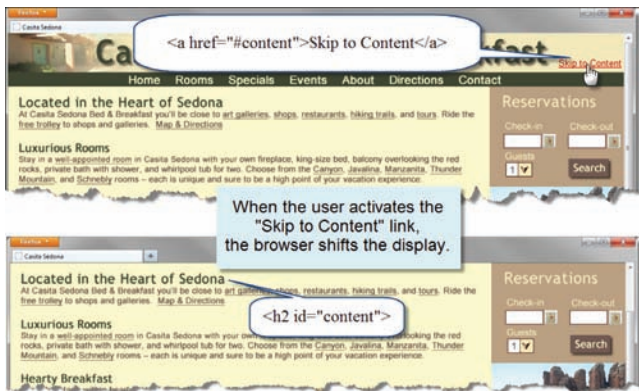 Firefox
Casita Sedona
<a href="#content">Skip to Content</a>
Ca fast
Skip to Content
Home Rooms Specials Events About Directions Contact
Located in the Heart of Sedona
At Casita Sedona Bed & Breakfast you'll be close to art galleries, shops, restaurants, hiking trails, and tours. Ride the
free trolley to shops and galleries. Map & Directions
Luxurious Rooms
Stay in a well-appointed room in Casita Sedona with your own fireplace, king-size bed, balcony overlooking the red
rocks, private bath with shower, and whirlpool tub for two. Choose from the Canyon, Javalina, Manzanita, Thunder
Mountain, and Schnebly rooms – each is unique and sure to be a high point of your vacation experience.
Reservations
Check-in Check-out
Guests
1
Search
When the user activates the
"Skip to Content" link,
the browser shifts the display.
Firefox
Casita Sedona
Located in the Heart of Sedona
At Casita Sedona Bed & Breakfast you'll be close to art galleries, shops, restaurants, hiking trails, and tours. Ride the
free trolley to shops and galleries. Map & Directions
<h2 id="content">
Luxurious Rooms
Stay in a well-appointed room in Casita Sedona with your own overlooking the red
rocks, private bath with shower, and whirlpool tub for two. Choose from the Canyon, Javalina, Manzanita, Thunder
Mountain, and Schnebly rooms – each is unique and sure to be a high point of your vacation experience.
Hearty Breakfast
Reservations
Check-in Check-out
Guests
1
Search